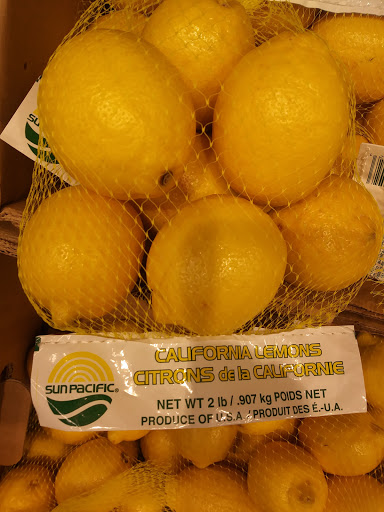 SUN PACIFIC®
CALIFORNIA LEMONS
CITRONS de la CALIFORNIE
NET WT 2 lb / .907 kg POIDS NET
PRODUCE OF U.S.A. / PRODUIT DES É.-U.A.